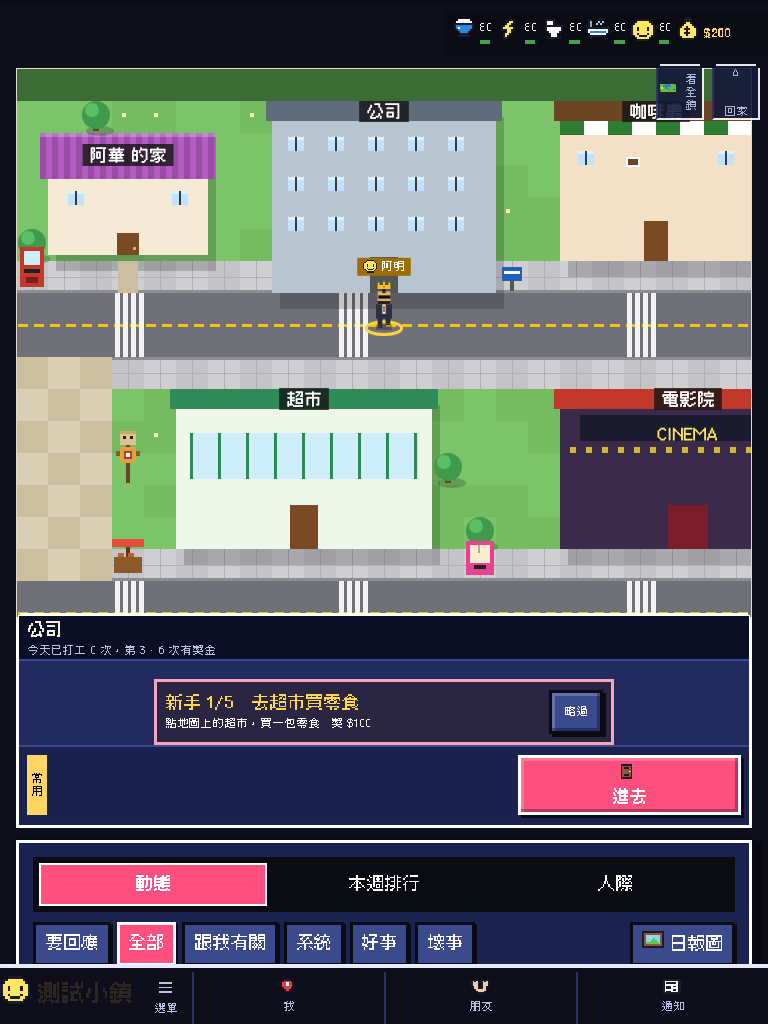 80 80 80 80 80 $200
看全鎮
回家
公司
阿華 的家
阿明
超市
電影院
CINEMA
公司
今天已打工 0 次，第 3、6 次有獎金
新手 1/5 去超市買零食
點地圖上的超市，買一包零食 獎 $100
略過
常用
進去
動態 本週排行 人際
要回應 全部 跟我有關 系統 好事 壞事 日報圖
測試小鎮 選單 我 朋友 通知